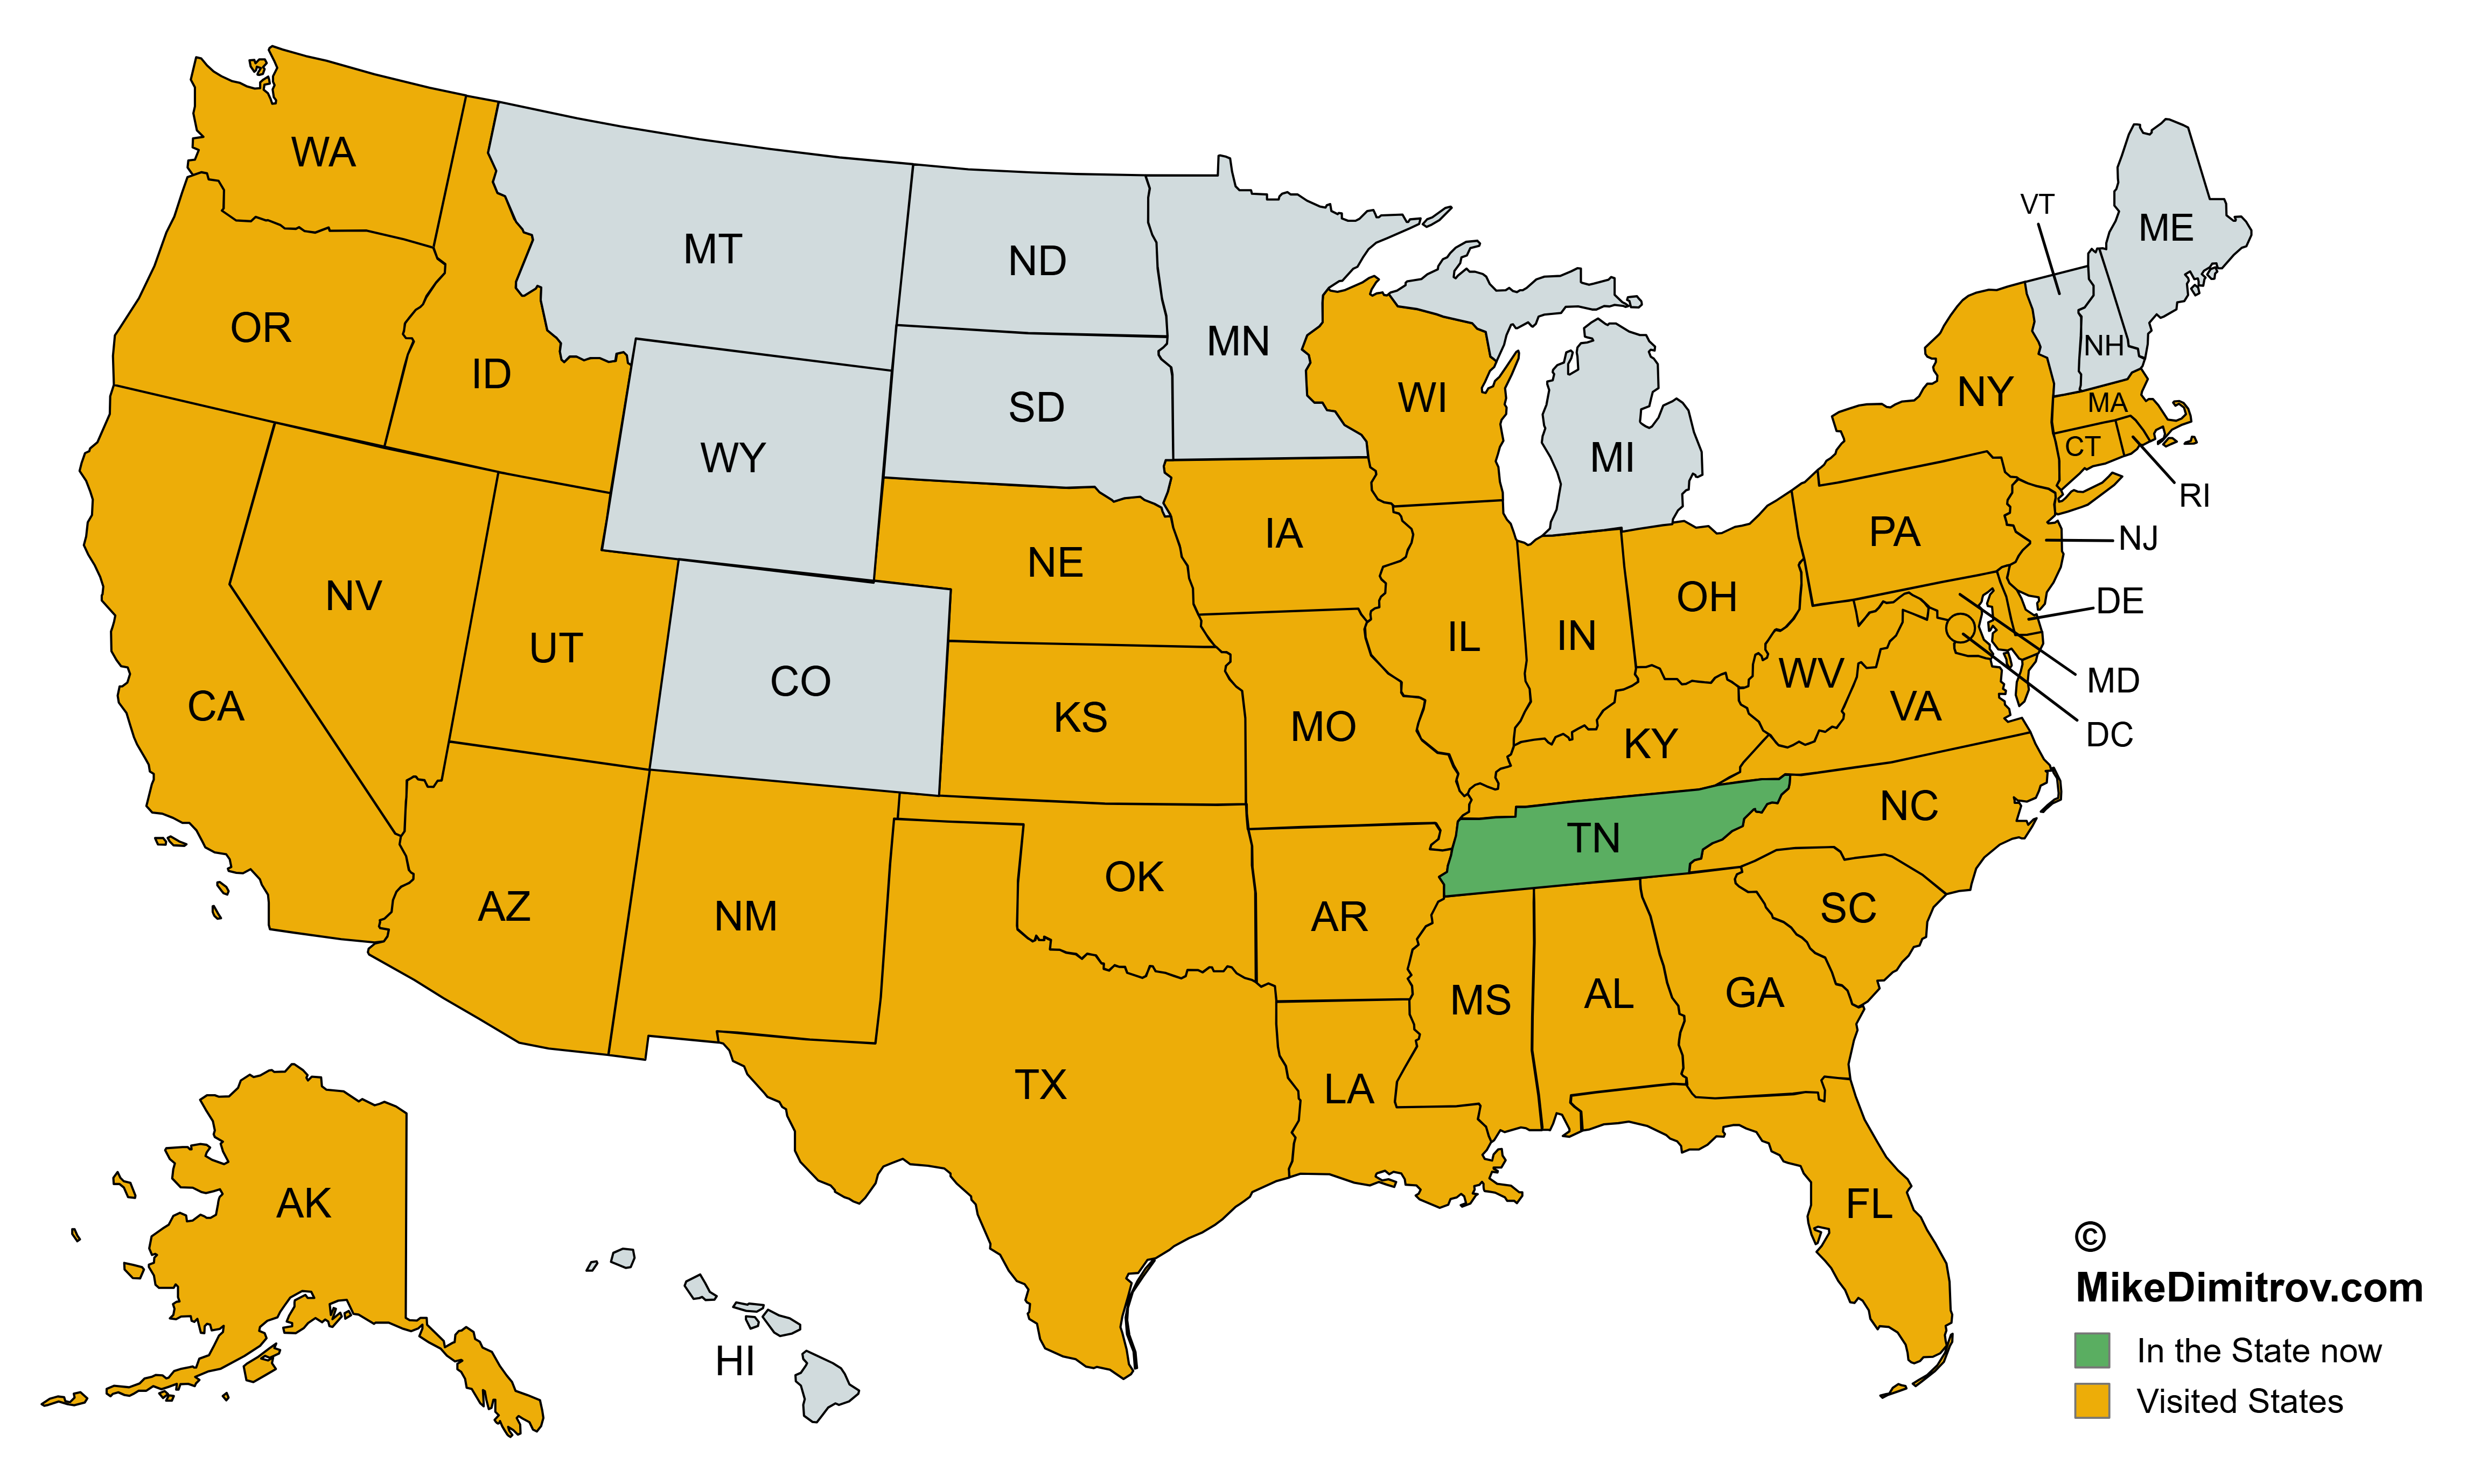 WA
VT
ME
MT
ND
OR
MN
NH
ID
NY
WI
MA
SD
CT
WY
MI
RI
PA
IA
NJ
NE
NV
OH
DE
IL
IN
UT
WV
MD
CO
CA
VA
KS
MO
DC
KY
NC
TN
OK
AZ
SC
NM
AR
GA
AL
MS
TX
LA
AK
FL
©
MikeDimitrov.com
HI
In the State now
Visited States